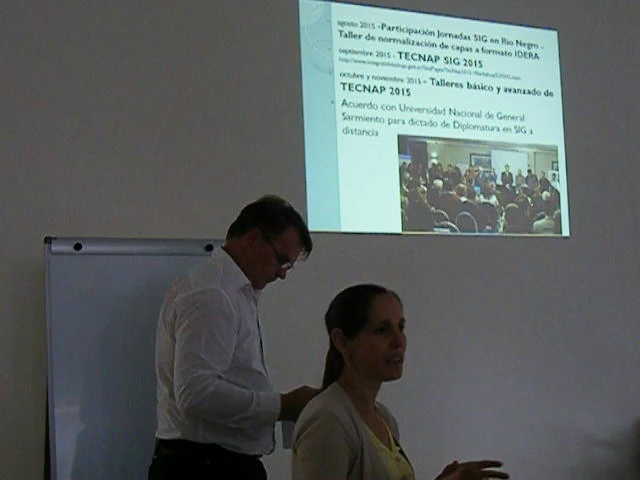 agosto 2015 -Participación Jornadas SIG en Río Negro -
Taller de normalización de capas a formato IDERA
septiembre 2015 - TECNAP SIG 2015
octubre y noviembre 2015 - Talleres básico y avanzado de
TECNAP 2015
Acuerdo con Universidad Nacional de General
Sarmiento para dictado de Diplomatura en SIG a
distancia